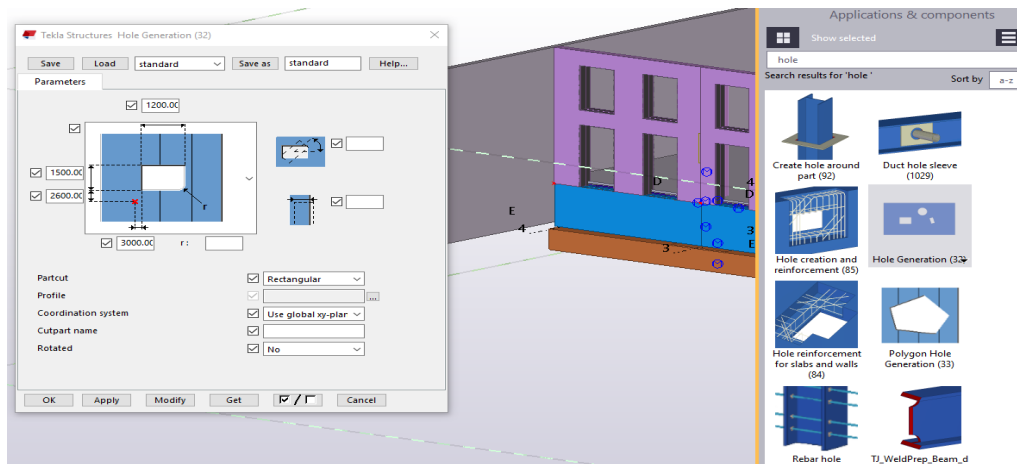 Applications & components
Tekla Structures  Hole Generation (32)
Show selected
Save
Load
standard
Save as
standard
Help...
hole
Search results for 'hole '
Sort by
a-z
Parameters
1200.00
1500.00
2600.00
3000.00
r :
r
Partcut
Rectangular
Profile
...
Coordination system
Use global xy-plan
Cutpart name
Rotated
No
OK
Apply
Modify
Get
/
Cancel
D
4
D
E
4
3
3
E
Create hole around
part (92)
Duct hole sleeve
(1029)
Hole creation and
reinforcement (85)
Hole Generation (32)
Hole reinforcement
for slabs and walls
(84)
Polygon Hole
Generation (33)
Rebar hole
TJ_WeldPrep_Beam_d